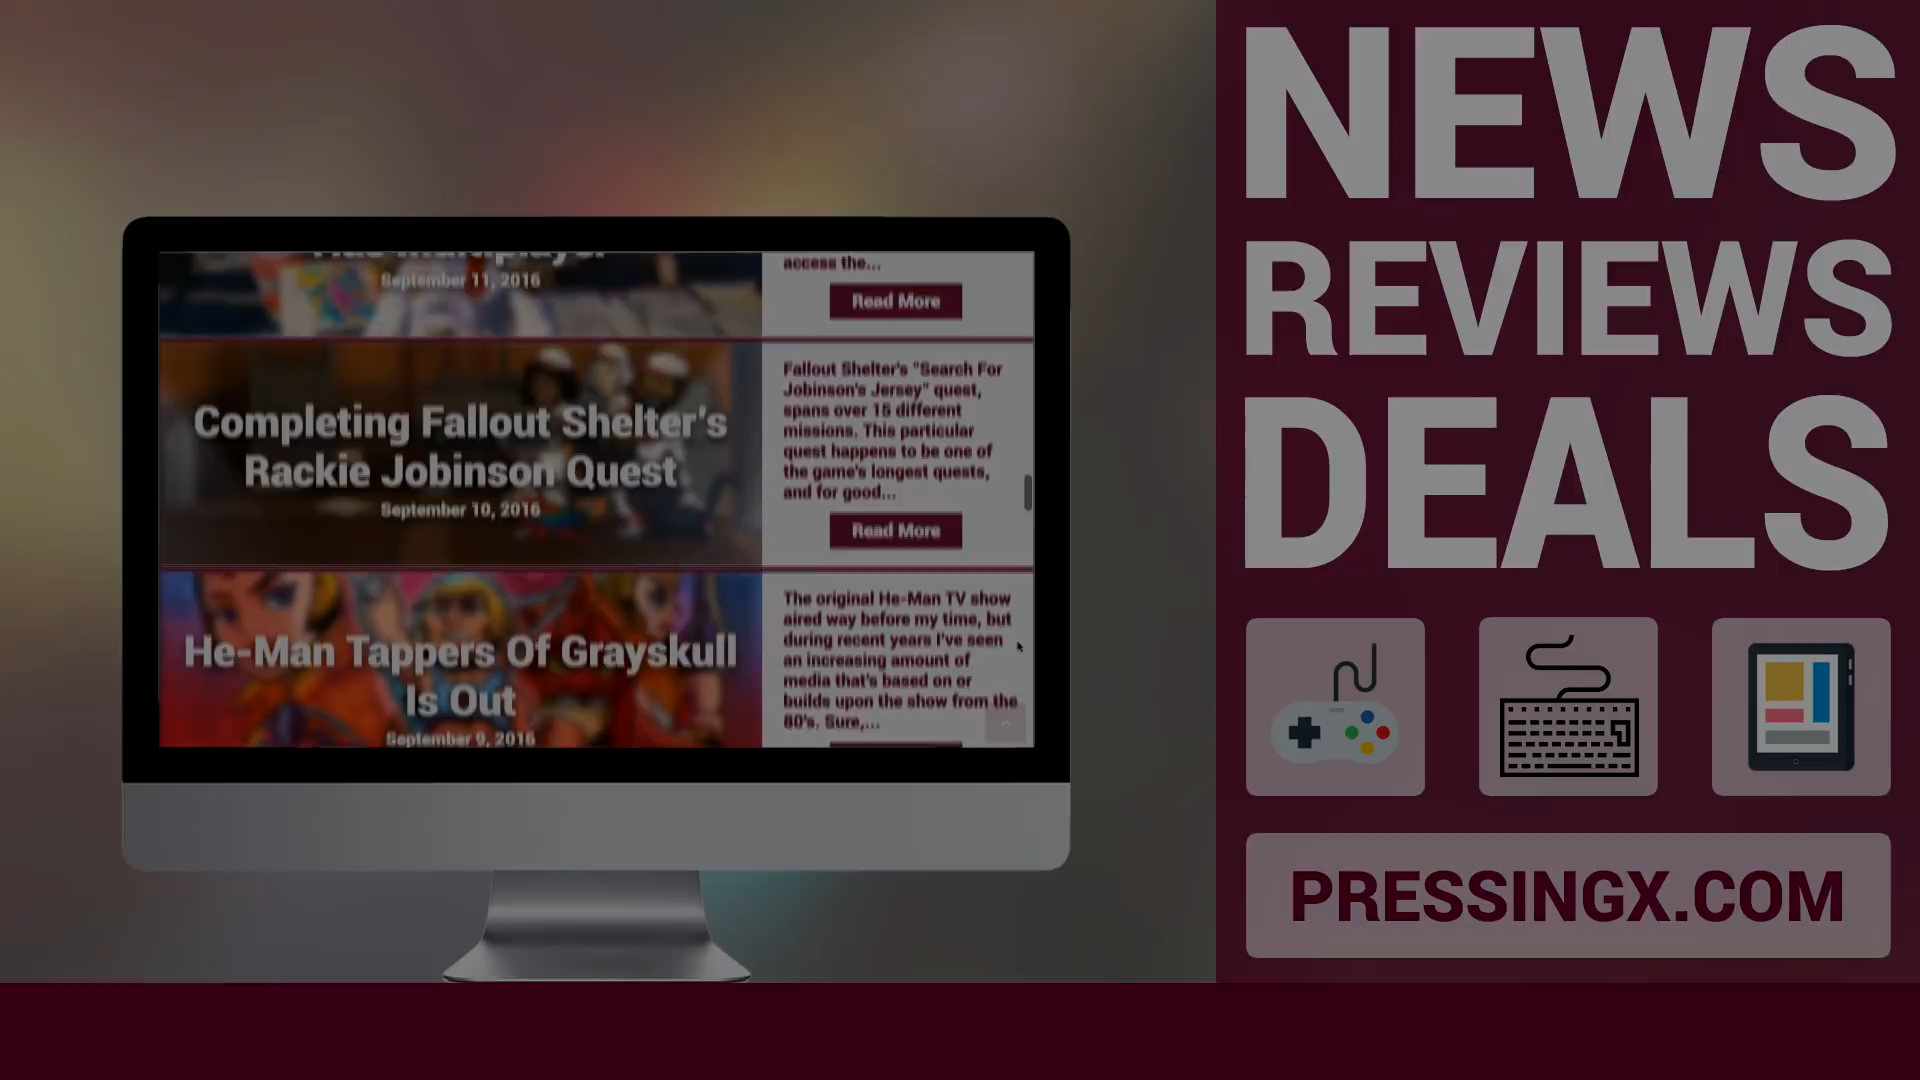 September 11, 2016
access the...
Read More
Completing Fallout Shelter's
Rackie Jobinson Quest
September 10, 2016
Fallout Shelter's "Search For
Jobinson's Jersey" quest,
spans over 15 different
missions. This particular
quest happens to be one of
the game's longest quests,
and for good...
Read More
He-Man Tappers Of Grayskull
Is Out
September 9, 2016
The original He-Man TV show
aired way before my time, but
during recent years I've seen
an increasing amount of
media that's based on or
builds upon the show from the
80's. Sure,...
NEWS
REVIEWS
DEALS
PRESSINGX.COM